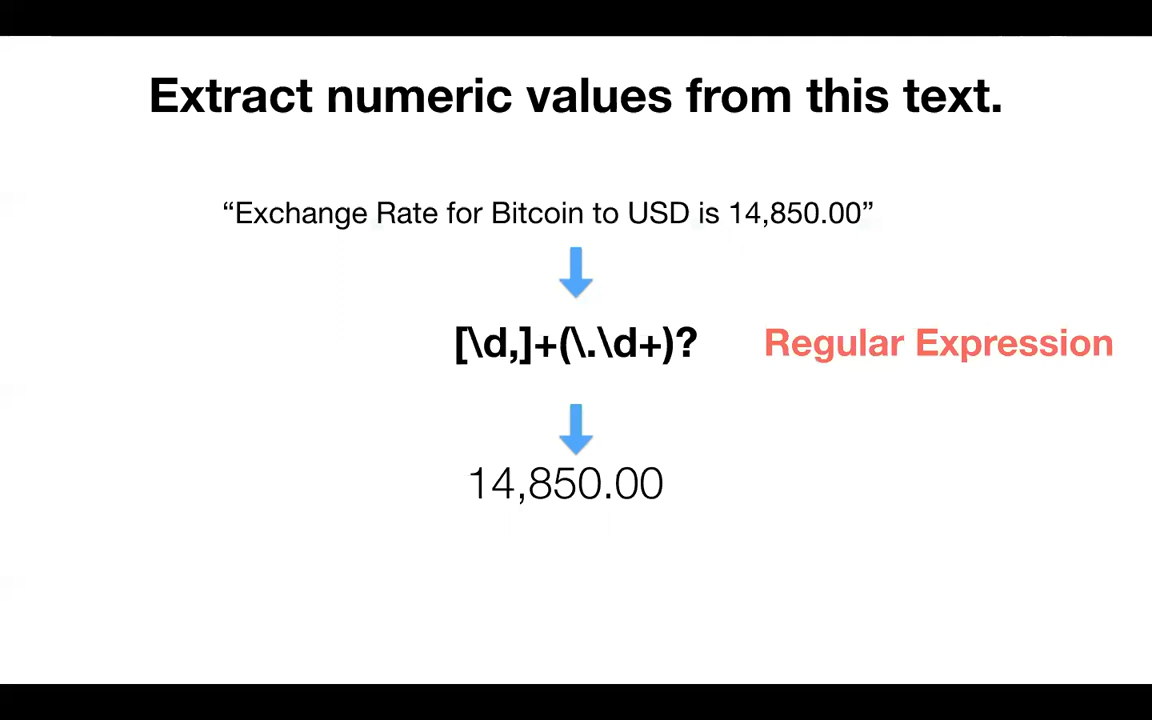 Extract numeric values from this text.
“Exchange Rate for Bitcoin to USD is 14,850.00”
[\d,]+(\.\d+)? Regular Expression
14,850.00